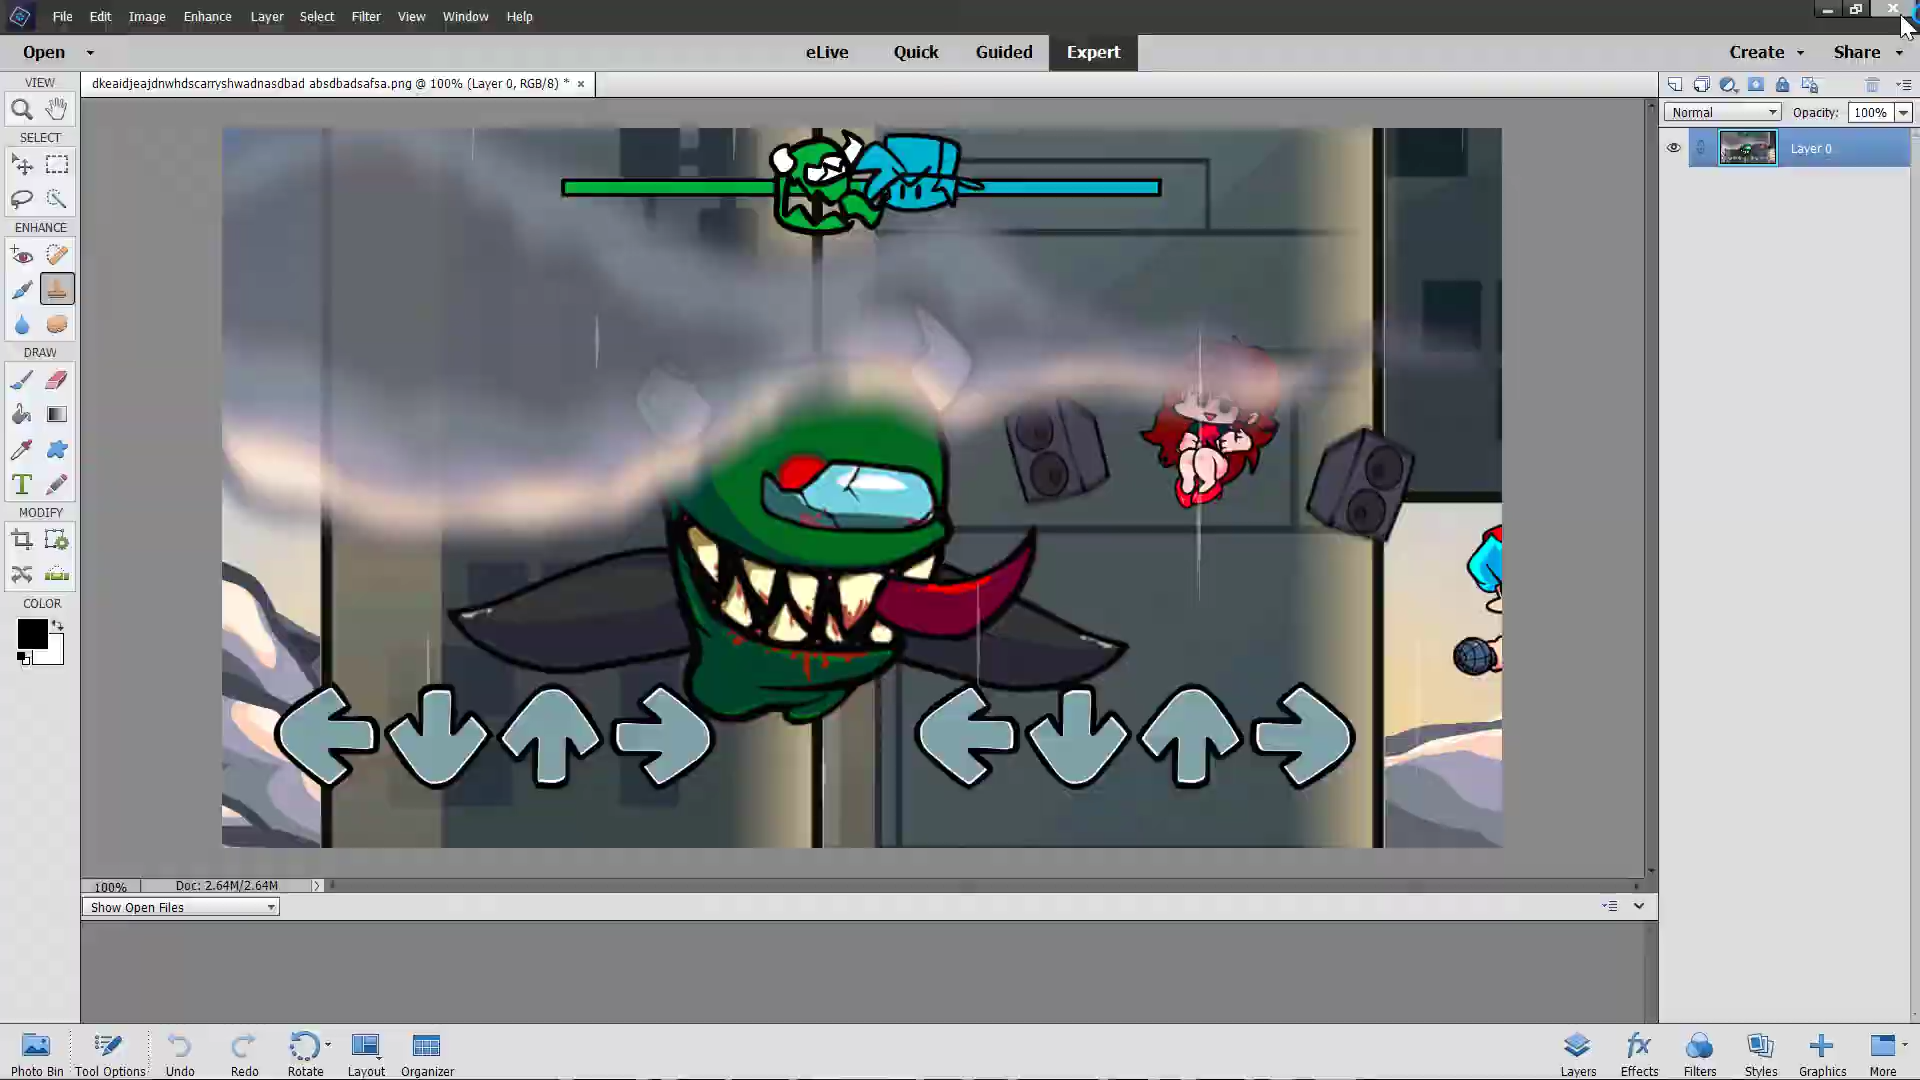 File Edit Image Enhance Layer Select Filter View Window Help
Open eLive Quick Guided Expert Create Share
VIEW dkeaidjeajdnwhdscarryshwadnasdbad absdbadsafsa.png @ 100% (Layer 0, RGB/8) * ×
Normal Opacity: 100%
SELECT
Layer 0
ENHANCE
DRAW
T
MODIFY
COLOR
100% Doc: 2.64M/2.64M
Show Open Files
Photo Bin Tool Options Undo Redo Rotate Layout Organizer Layers Effects Filters Styles Graphics More